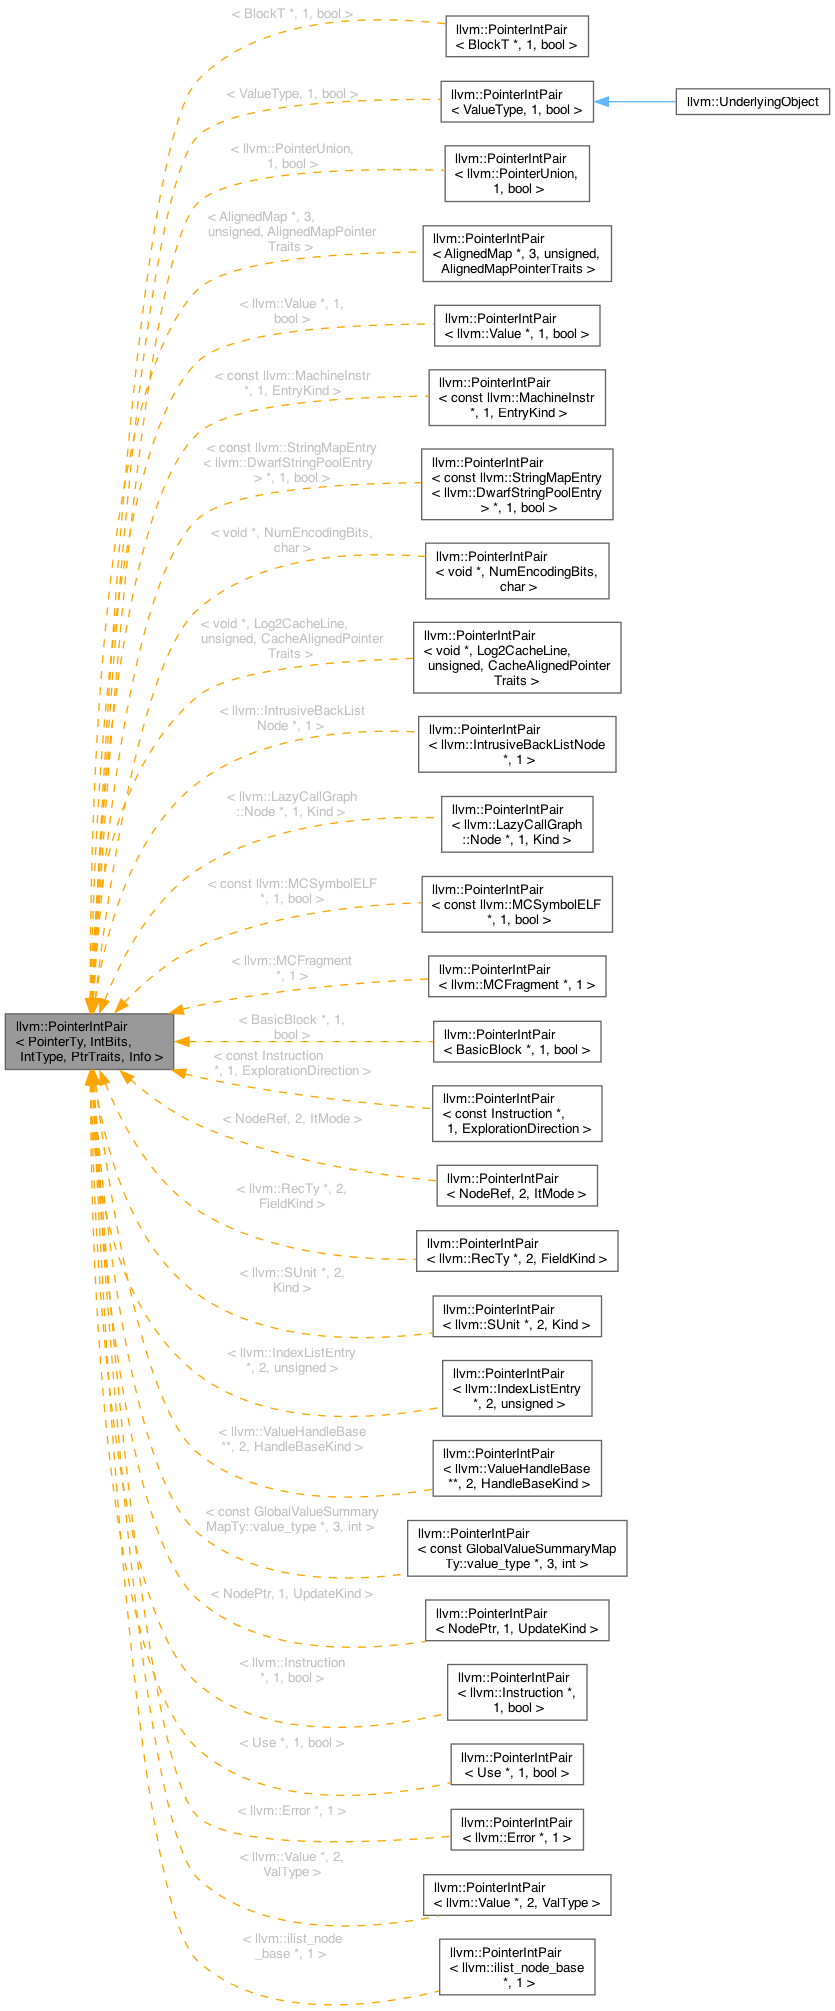 < BlockT *, 1, bool >
llvm::PointerIntPair
< BlockT *, 1, bool >
< ValueType, 1, bool >
llvm::PointerIntPair
< ValueType, 1, bool >
llvm::UnderlyingObject
< llvm::PointerUnion,
1, bool >
llvm::PointerIntPair
< llvm::PointerUnion,
1, bool >
< AlignedMap *, 3,
unsigned, AlignedMapPointer
Traits >
llvm::PointerIntPair
< AlignedMap *, 3, unsigned,
AlignedMapPointerTraits >
< llvm::Value *, 1,
bool >
llvm::PointerIntPair
< llvm::Value *, 1, bool >
< const llvm::MachineInstr
*, 1, EntryKind >
llvm::PointerIntPair
< const llvm::MachineInstr
*, 1, EntryKind >
< const llvm::StringMapEntry
< llvm::DwarfStringPoolEntry
> *, 1, bool >
llvm::PointerIntPair
< const llvm::StringMapEntry
< llvm::DwarfStringPoolEntry
> *, 1, bool >
< void *, NumEncodingBits,
char >
llvm::PointerIntPair
< void *, NumEncodingBits,
char >
< void *, Log2CacheLine,
unsigned, CacheAlignedPointer
Traits >
llvm::PointerIntPair
< void *, Log2CacheLine,
unsigned, CacheAlignedPointer
Traits >
< llvm::IntrusiveBackList
Node *, 1 >
llvm::PointerIntPair
< llvm::IntrusiveBackListNode
*, 1 >
< llvm::LazyCallGraph
::Node *, 1, Kind >
llvm::PointerIntPair
< llvm::LazyCallGraph
::Node *, 1, Kind >
< const llvm::MCSymbolELF
*, 1, bool >
llvm::PointerIntPair
< const llvm::MCSymbolELF
*, 1, bool >
< llvm::MCFragment
*, 1 >
llvm::PointerIntPair
< llvm::MCFragment *, 1 >
llvm::PointerIntPair
< PointerTy, IntBits,
IntType, PtrTraits, Info >
< BasicBlock *, 1,
bool >
llvm::PointerIntPair
< BasicBlock *, 1, bool >
< const Instruction
*, 1, ExplorationDirection >
llvm::PointerIntPair
< const Instruction *,
1, ExplorationDirection >
< NodeRef, 2, ItMode >
llvm::PointerIntPair
< NodeRef, 2, ItMode >
< llvm::RecTy *, 2,
FieldKind >
llvm::PointerIntPair
< llvm::RecTy *, 2, FieldKind >
< llvm::SUnit *, 2,
Kind >
llvm::PointerIntPair
< llvm::SUnit *, 2, Kind >
< llvm::IndexListEntry
*, 2, unsigned >
llvm::PointerIntPair
< llvm::IndexListEntry
*, 2, unsigned >
< llvm::ValueHandleBase
**, 2, HandleBaseKind >
llvm::PointerIntPair
< llvm::ValueHandleBase
**, 2, HandleBaseKind >
< const GlobalValueSummary
MapTy::value_type *, 3, int >
llvm::PointerIntPair
< const GlobalValueSummaryMap
Ty::value_type *, 3, int >
< NodePtr, 1, UpdateKind >
llvm::PointerIntPair
< NodePtr, 1, UpdateKind >
< llvm::Instruction
*, 1, bool >
llvm::PointerIntPair
< llvm::Instruction *,
1, bool >
< Use *, 1, bool >
llvm::PointerIntPair
< Use *, 1, bool >
< llvm::Error *, 1 >
llvm::PointerIntPair
< llvm::Error *, 1 >
< llvm::Value *, 2,
ValType >
llvm::PointerIntPair
< llvm::Value *, 2, ValType >
< llvm::ilist_node
_base *, 1 >
llvm::PointerIntPair
< llvm::ilist_node_base
*, 1 >